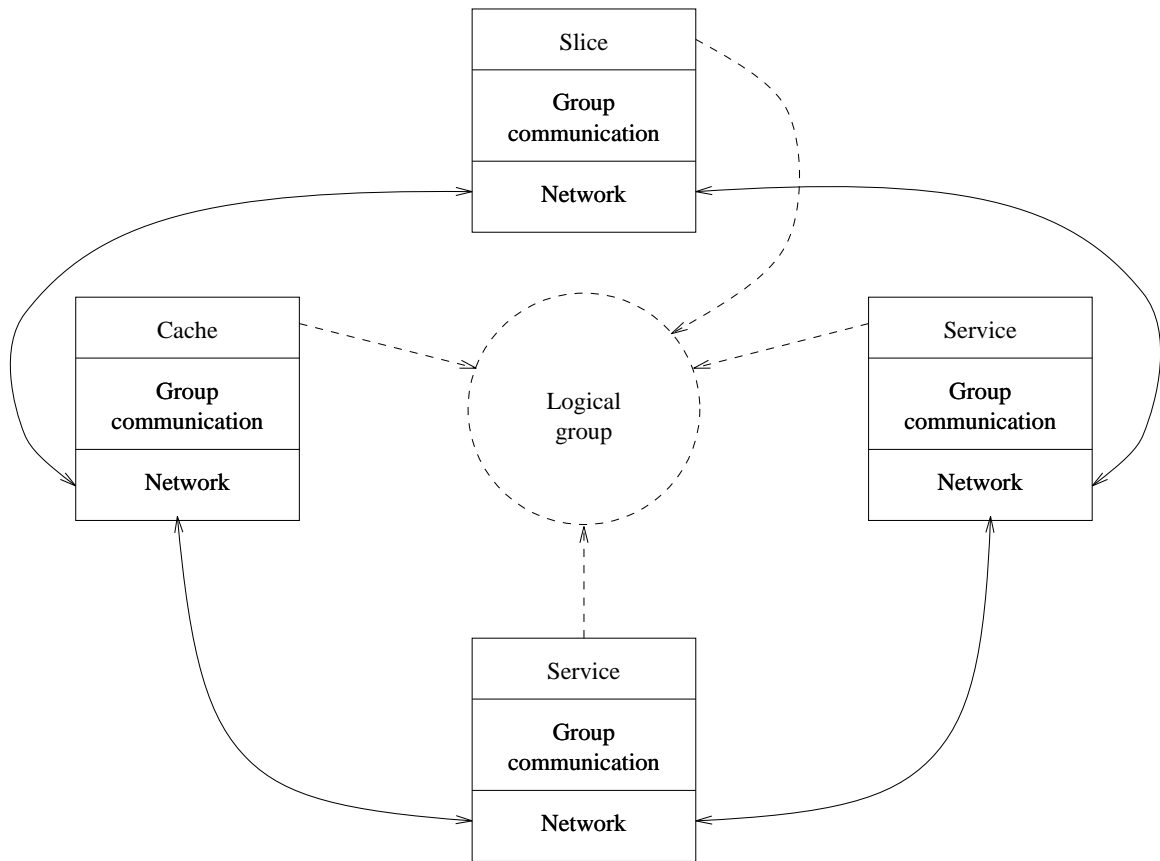 Slice
Group
communication
Network
Cache
Group
communication
Network
Logical
group
Service
Group
communication
Network
Service
Group
communication
Network